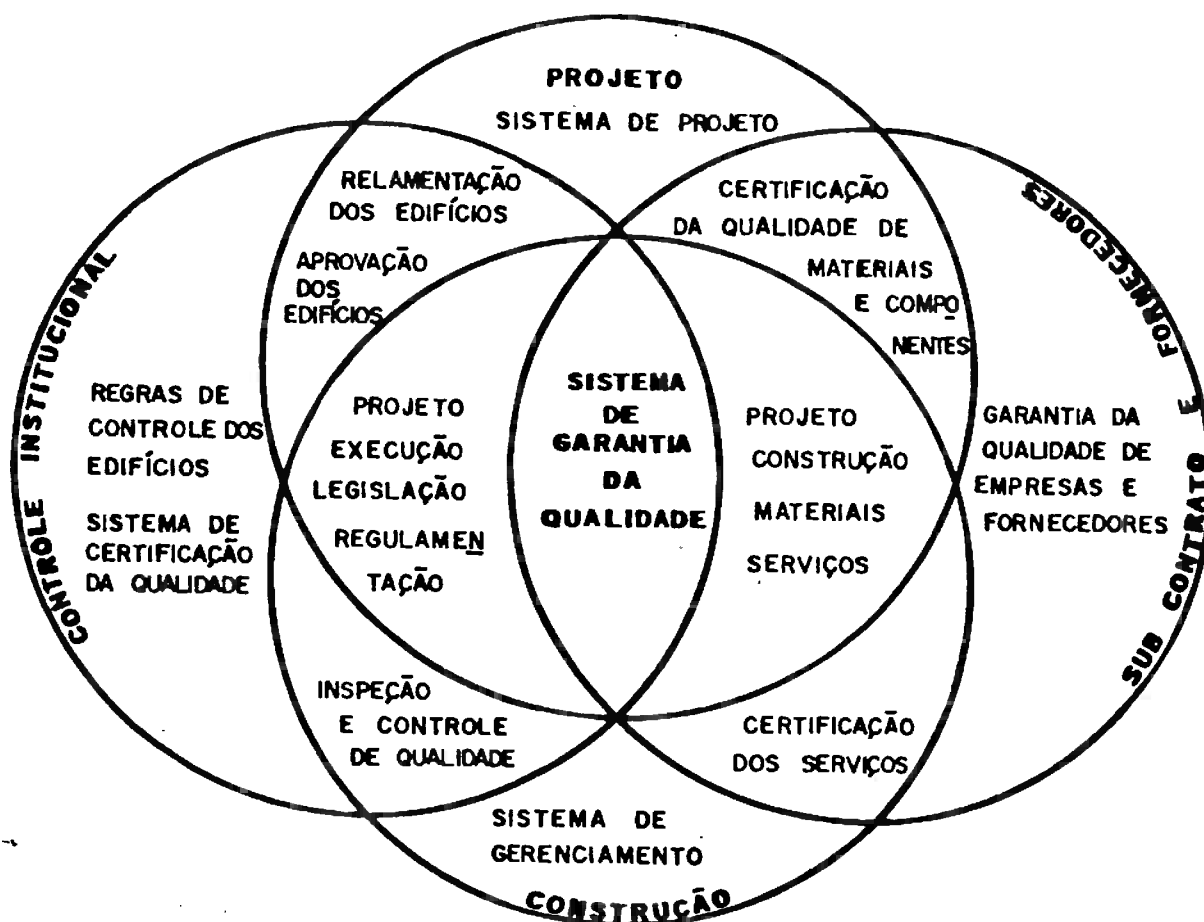 PROJETO
SISTEMA DE PROJETO
RELAMENTAÇÃO
DOS EDIFÍCIOS
APROVAÇÃO
DOS
EDIFÍCIOS
CERTIFICAÇÃO
DA QUALIDADE DE
MATERIAIS
E COMPO
NENTES
CONTROLE INSTITUCIONAL
REGRAS DE
CONTROLE DOS
EDIFÍCIOS
SISTEMA DE
CERTIFICAÇÃO
DA QUALIDADE
PROJETO
EXECUÇÃO
LEGISLAÇÃO
REGULAMEN
TAÇÃO
SISTEMA
DE
GARANTIA
DA
QUALIDADE
PROJETO
CONSTRUÇÃO
MATERIAIS
SERVIÇOS
GARANTIA DA
QUALIDADE DE
EMPRESAS E
FORNECEDORES
SUB CONTRATO E FORNECEDORES
INSPEÇÃO
E CONTROLE
DE QUALIDADE
CERTIFICAÇÃO
DOS SERVIÇOS
SISTEMA DE
GERENCIAMENTO
CONSTRUÇÃO